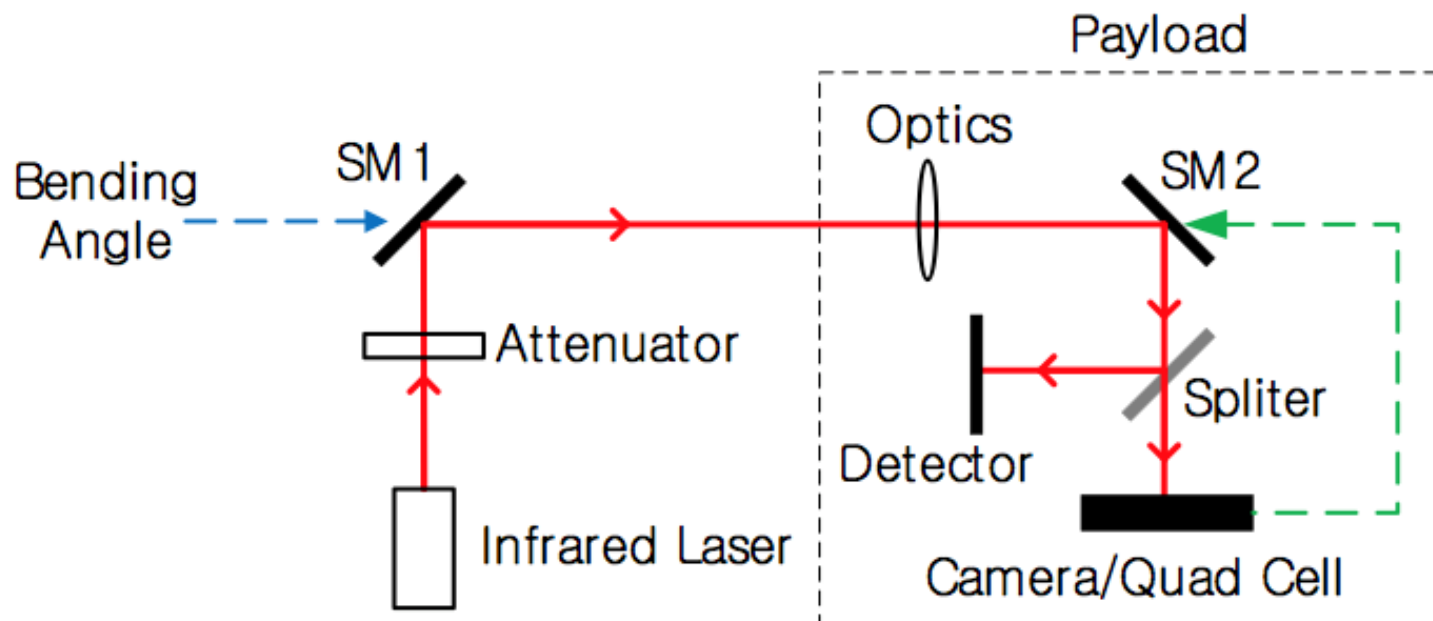 Payload
Optics
SM1
SM2
Bending
Angle
Attenuator
Spliter
Detector
Infrared Laser
Camera/Quad Cell